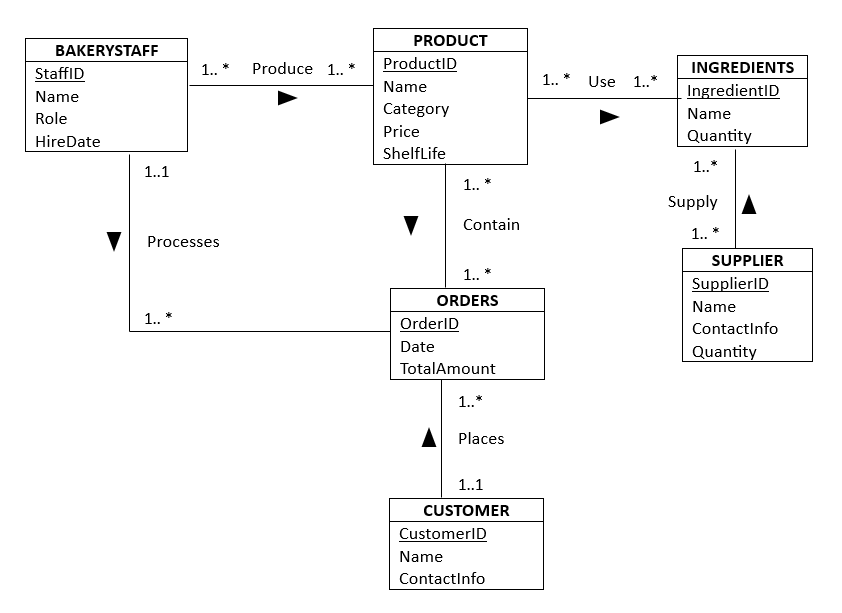 BAKERYSTAFF
StaffID
Name
Role
HireDate
1.. * Produce 1.. *
PRODUCT
ProductID
Name
Category
Price
ShelfLife
1.. * Use 1..*
INGREDIENTS
IngredientID
Name
Quantity
1..1
Processes
1.. *
1.. *
Contain
1.. *
1..*
Supply
1.. *
SUPPLIER
SupplierID
Name
ContactInfo
Quantity
ORDERS
OrderID
Date
TotalAmount
1..*
Places
1..1
CUSTOMER
CustomerID
Name
ContactInfo